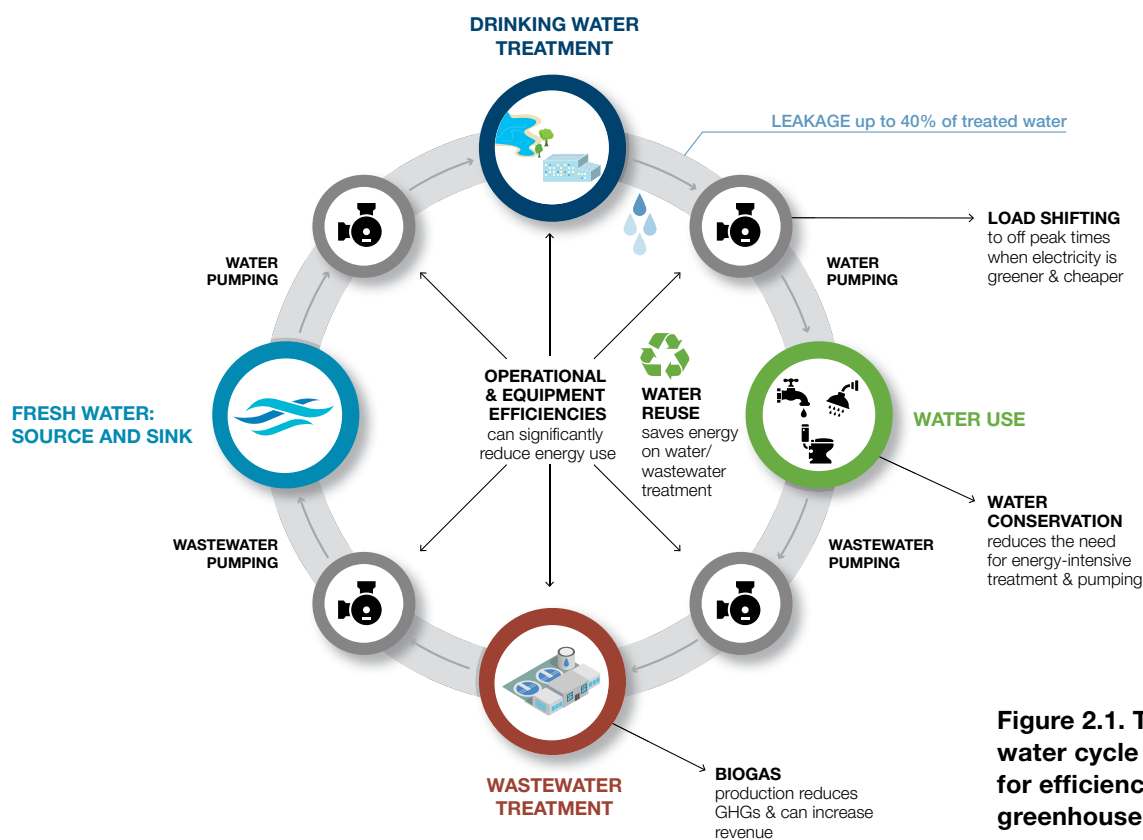 DRINKING WATER
TREATMENT
LEAKAGE up to 40% of treated water
LOAD SHIFTING
to off peak times
when electricity is
greener & cheaper
WATER
PUMPING
WATER
PUMPING
OPERATIONAL
& EQUIPMENT
EFFICIENCIES
can significantly
reduce energy use
WATER
REUSE
saves energy
on water/
wastewater
treatment
FRESH WATER:
SOURCE AND SINK
WATER USE
WATER
CONSERVATION
reduces the need
for energy-intensive
treatment & pumping
WASTEWATER
PUMPING
WASTEWATER
PUMPING
WASTEWATER
TREATMENT
BIOGAS
production reduces
GHGs & can increase
revenue
Figure 2.1. T
water cycle
for efficienc
greenhouse